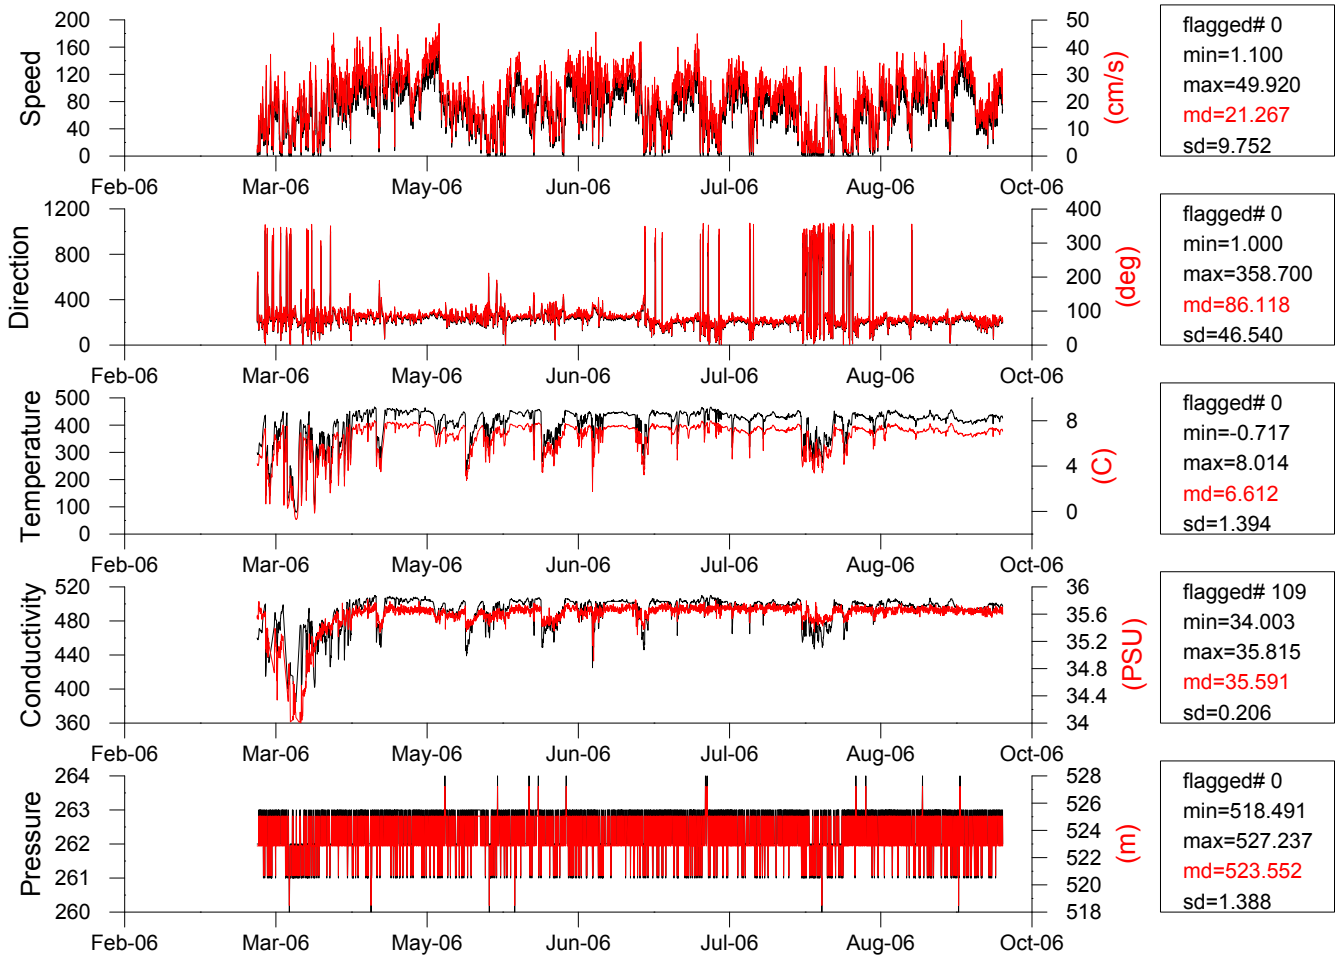 200 160 120 80 40 0
Speed
50 40 30 20 10 0
(cm/s)
Feb-06 Mar-06 May-06 Jun-06 Jul-06 Aug-06 Oct-06
flagged# 0
min=1.100
max=49.920
md=21.267
sd=9.752
1200 800 400 0
Direction
400 300 200 100 0
(deg)
Feb-06 Mar-06 May-06 Jun-06 Jul-06 Aug-06 Oct-06
flagged# 0
min=1.000
max=358.700
md=86.118
sd=46.540
500 400 300 200 100 0
Temperature
8 4 0
(C)
Feb-06 Mar-06 May-06 Jun-06 Jul-06 Aug-06 Oct-06
flagged# 0
min=-0.717
max=8.014
md=6.612
sd=1.394
520 480 440 400 360
Conductivity
36 35.6 35.2 34.8 34.4 34
(PSU)
Feb-06 Mar-06 May-06 Jun-06 Jul-06 Aug-06 Oct-06
flagged# 109
min=34.003
max=35.815
md=35.591
sd=0.206
264 263 262 261 260
Pressure
528 526 524 522 520 518
(m)
Feb-06 Mar-06 May-06 Jun-06 Jul-06 Aug-06 Oct-06
flagged# 0
min=518.491
max=527.237
md=523.552
sd=1.388